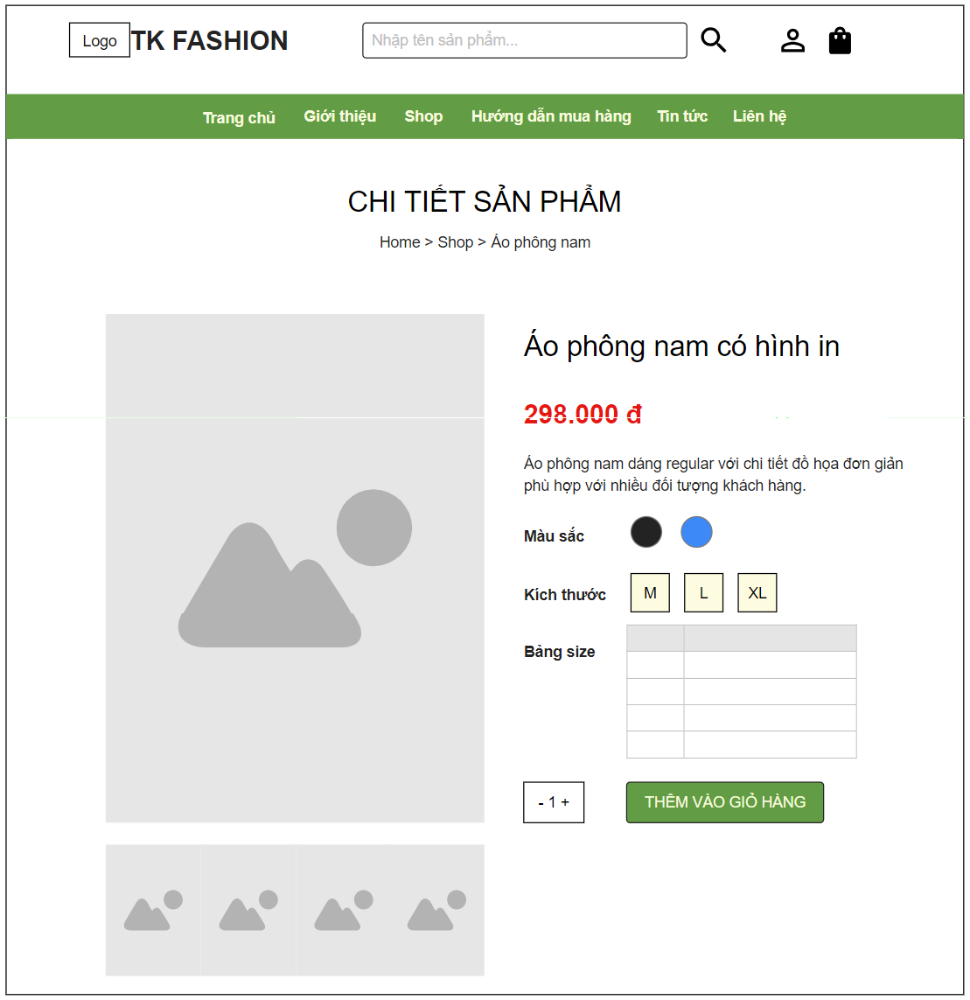 Logo TK FASHION Nhập tên sản phẩm...
Trang chủ Giới thiệu Shop Hướng dẫn mua hàng Tin tức Liên hệ
CHI TIẾT SẢN PHẨM
Home > Shop > Áo phông nam
Áo phông nam có hình in
298.000 đ
Áo phông nam dáng regular với chi tiết đồ họa đơn giản
phù hợp với nhiều đối tượng khách hàng.
Màu sắc
Kích thước M L XL
Bảng size
- 1 + THÊM VÀO GIỎ HÀNG